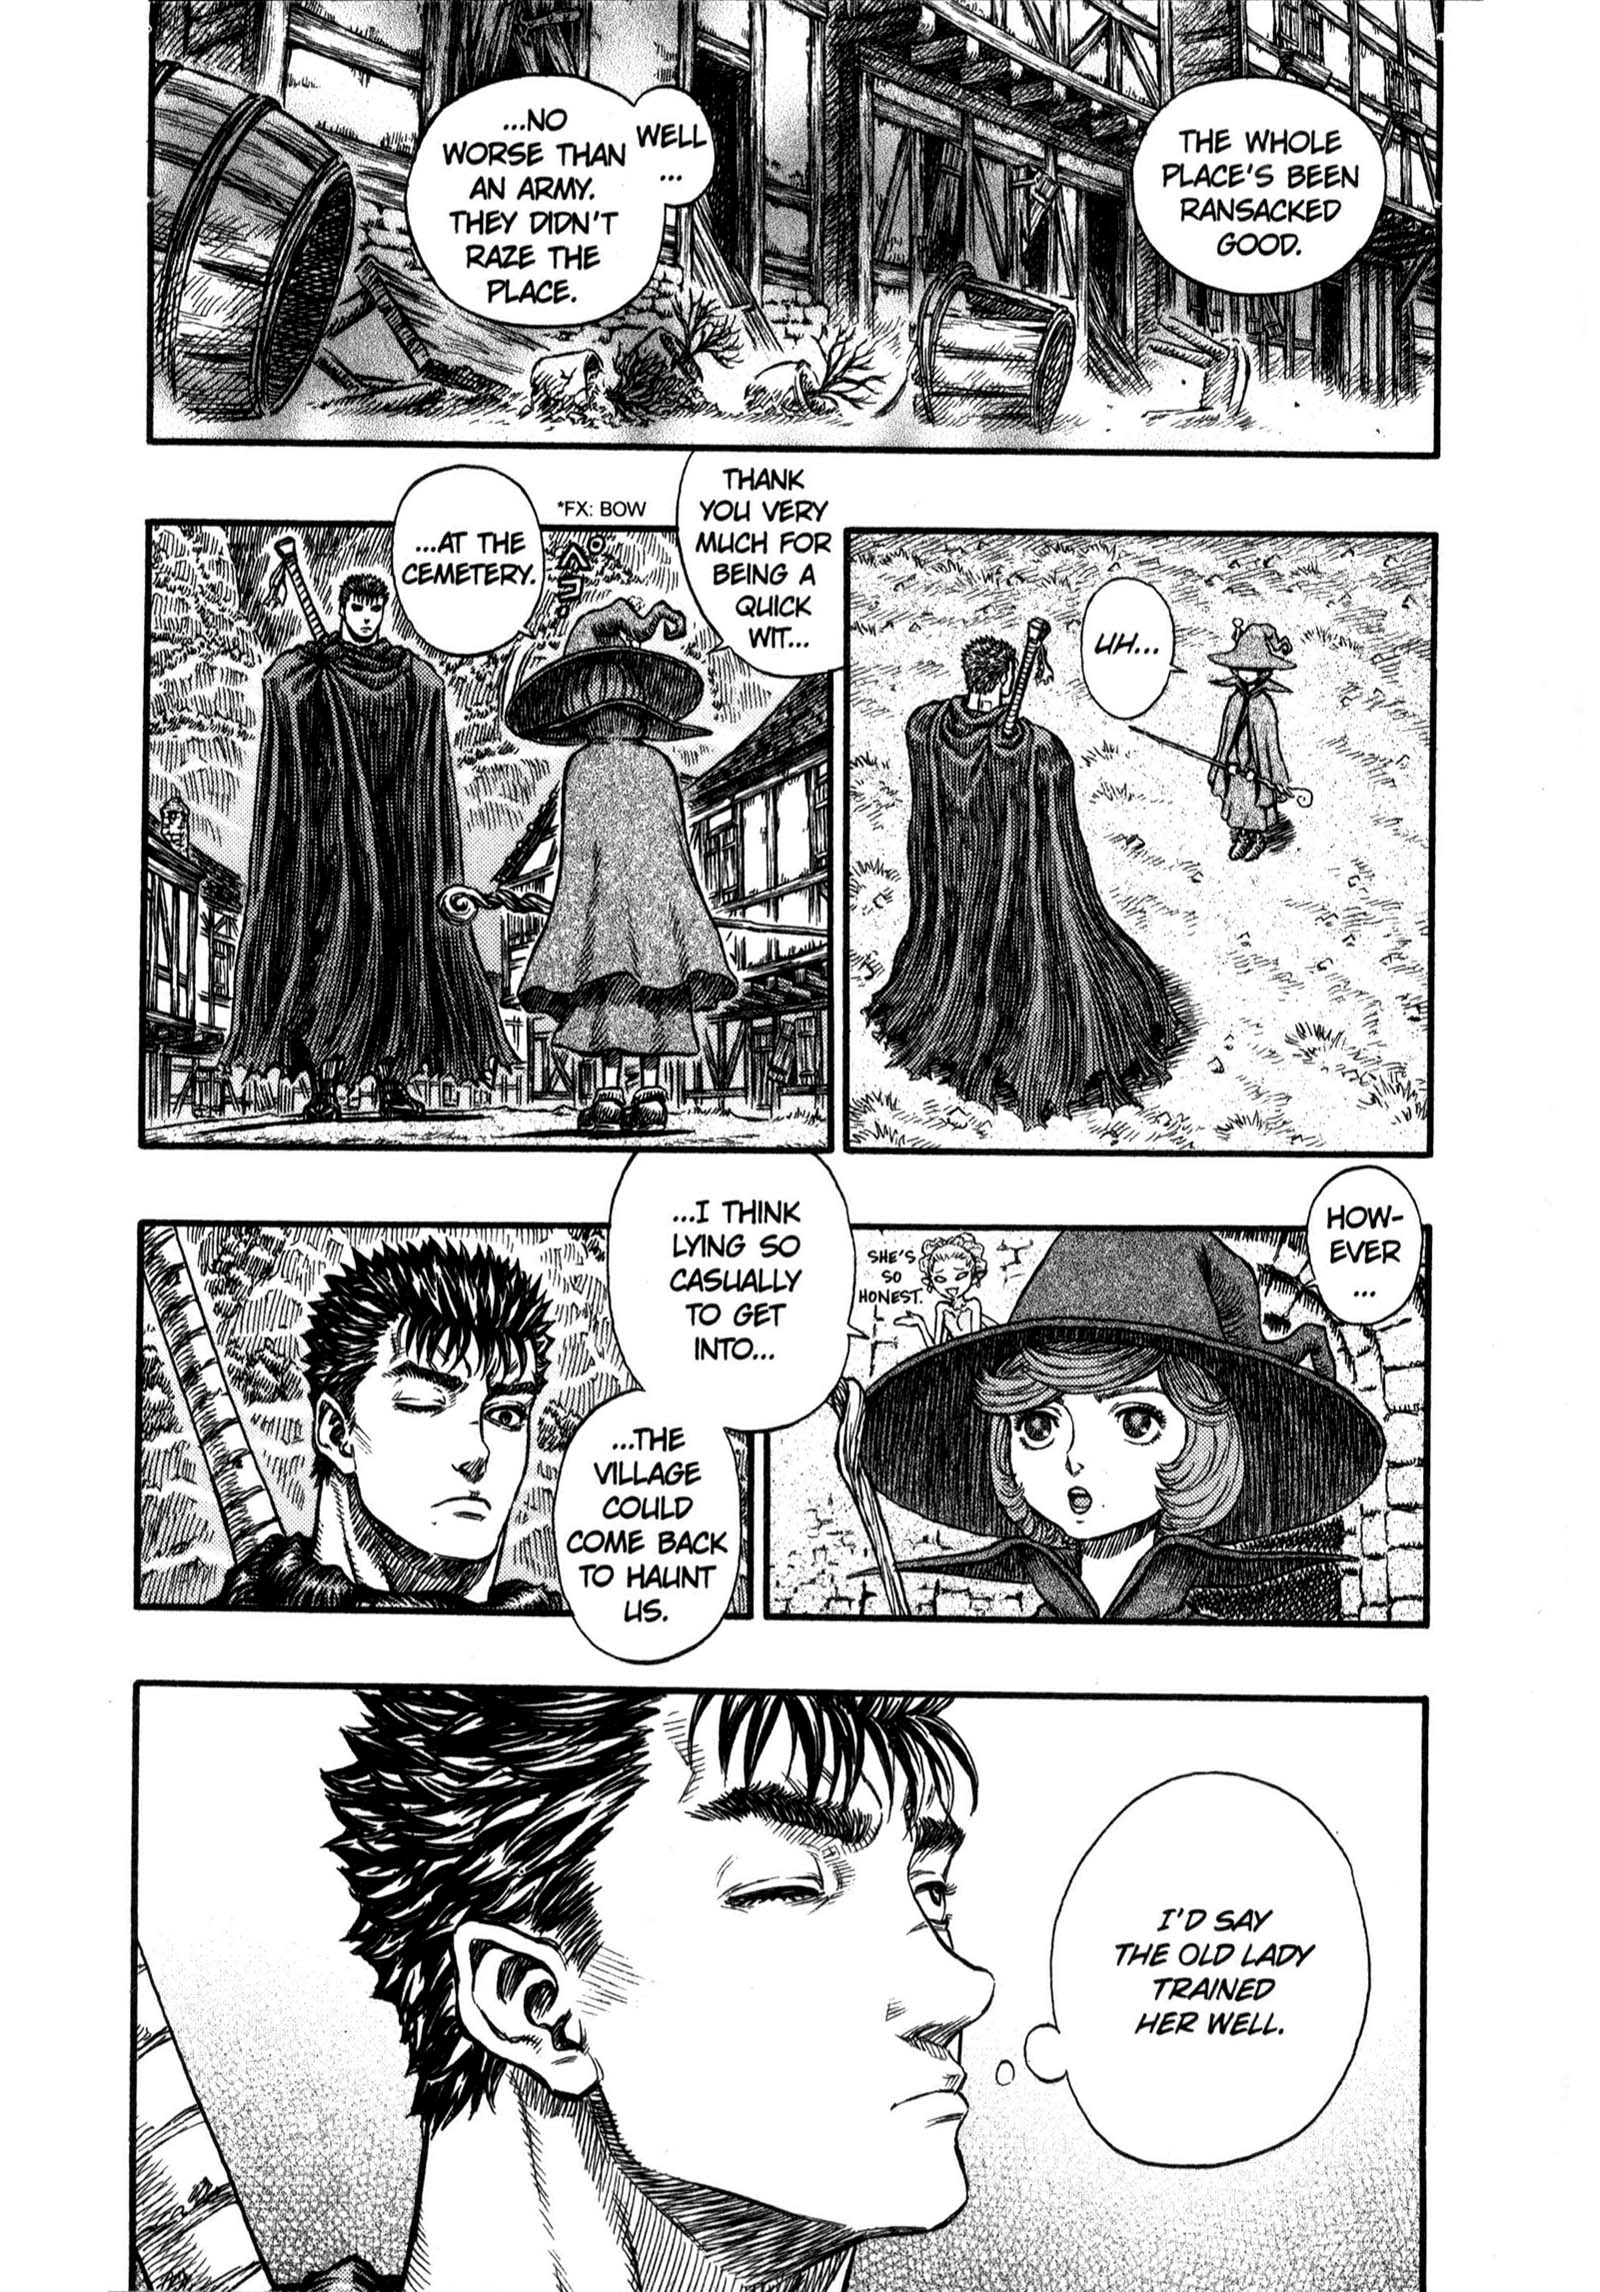 THE WHOLE
PLACE'S BEEN
RANSACKED
GOOD.
WELL
...
...NO
WORSE THAN
AN ARMY.
THEY DIDN'T
RAZE THE
PLACE.
UH...
THANK
YOU VERY
MUCH FOR
BEING A
QUICK
WIT...
*FX: BOW
ペコ
...AT THE
CEMETERY.
HOW-
EVER
...
SHE'S
SO
HONEST.
...I THINK
LYING SO
CASUALLY
TO GET
INTO...
...THE
VILLAGE
COULD
COME BACK
TO HAUNT
US.
I'D SAY
THE OLD LADY
TRAINED
HER WELL.